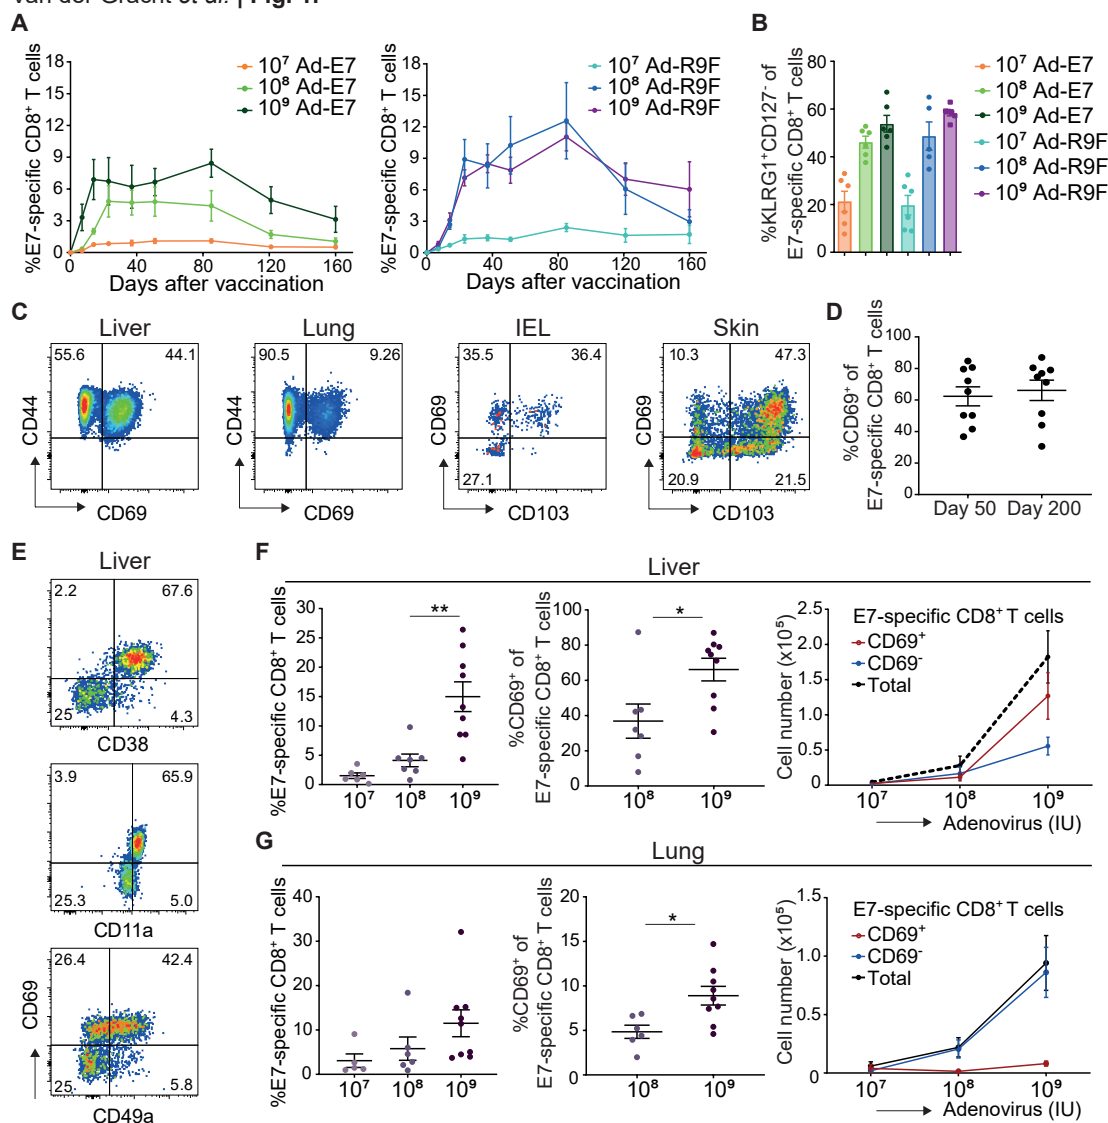 A
%E7-specific CD8⁺ T cells
18
15
12
9
6
3
0
0 40 80 120 160
Days after vaccination
10⁷ Ad-E7
10⁸ Ad-E7
10⁹ Ad-E7
%E7-specific CD8⁺ T cells
18
15
12
9
6
3
0
0 40 80 120 160
Days after vaccination
10⁷ Ad-R9F
10⁸ Ad-R9F
10⁹ Ad-R9F
B
%KLRG1⁺CD127⁻ of
E7-specific CD8⁺ T cells
80
60
40
20
0
10⁷ Ad-E7
10⁸ Ad-E7
10⁹ Ad-E7
10⁷ Ad-R9F
10⁸ Ad-R9F
10⁹ Ad-R9F
C
Liver
55.6 44.1
CD44
CD69
Lung
90.5 9.26
CD44
CD69
IEL
35.5 36.4
27.1
CD69
CD103
Skin
10.3 47.3
20.9 21.5
CD69
CD103
D
%CD69⁺ of
E7-specific CD8⁺ T cells
100
80
60
40
20
0
Day 50 Day 200
E
Liver
2.2 67.6
25 4.3
CD38
3.9 65.9
25.3 5.0
CD11a
26.4 42.4
25 5.8
CD69
CD49a
F
Liver
%E7-specific CD8⁺ T cells
30
25
20
15
10
5
0
**
10⁷ 10⁸ 10⁹
%CD69⁺ of
E7-specific CD8⁺ T cells
100
80
60
40
20
0
*
10⁸ 10⁹
Cell number (x10⁵)
2.5
2.0
1.5
1.0
0.5
0
E7-specific CD8⁺ T cells
CD69⁺
CD69⁻
Total
10⁷ 10⁸ 10⁹
Adenovirus (IU)
G
Lung
%E7-specific CD8⁺ T cells
40
30
20
10
0
10⁷ 10⁸ 10⁹
%CD69⁺ of
E7-specific CD8⁺ T cells
20
15
10
5
0
*
10⁸ 10⁹
Cell number (x10⁵)
1.5
1.0
0.5
0
E7-specific CD8⁺ T cells
CD69⁺
CD69⁻
Total
10⁷ 10⁸ 10⁹
Adenovirus (IU)